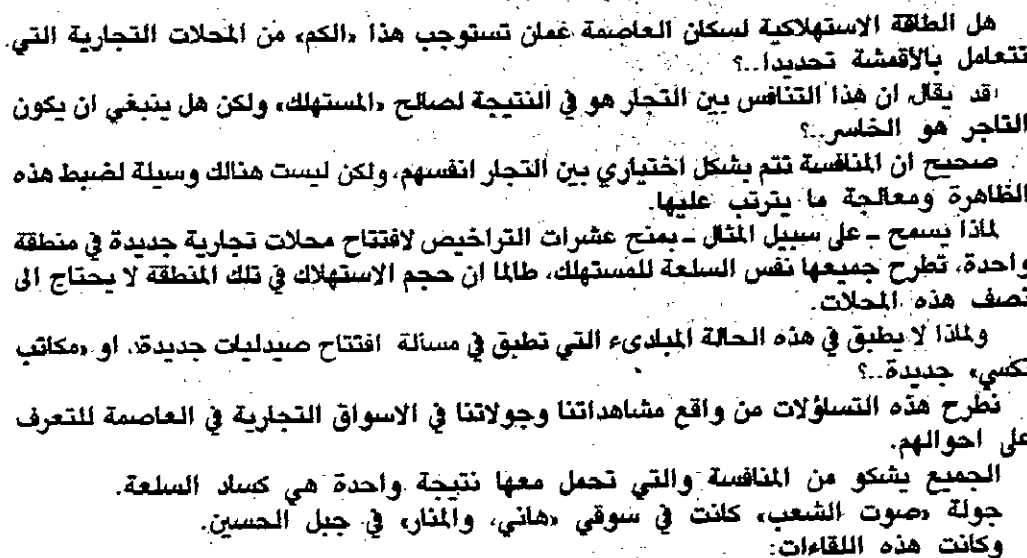 هل الطاقة الاستهلاكية لسكان العاصمة عمان تستوجب هذا «الكم» من المحلات التجارية التي
تتعامل بالأقمشة تحديدا..؟
قد يقال ان هذا التنافس بين التجار هو في النتيجة لصالح «المستهلك» ولكن هل ينبغي ان يكون
التاجر هو الخاسر..؟
صحيح ان المنافسة تتم بشكل اختياري بين التجار انفسهم، ولكن ليست هنالك وسيلة لضبط هذه
الظاهرة ومعالجة ما يترتب عليها.
لماذا يسمح ـ على سبيل المثال ـ بمنح عشرات التراخيص لافتتاح محلات تجارية جديدة في منطقة
واحدة، تطرح جميعها نفس السلعة للمستهلك، طالما ان حجم الاستهلاك في تلك المنطقة لا يحتاج الى
نصف هذه المحلات.
ولماذا لا يطبق في هذه الحالة المبادىء التي تطبق في مسألة افتتاح صيدليات جديدة، او «مكاتب
تكسي» جديدة..؟
نطرح هذه التساؤلات من واقع مشاهداتنا وجولاتنا في الاسواق التجارية في العاصمة للتعرف
على احوالهم.
الجميع يشكو من المنافسة والتي تحمل معها نتيجة واحدة هي كساد السلعة.
جولة «صوت الشعب» كانت في سوقي «هاني، والمنار» في جبل الحسين.
وكانت هذه اللقاءات: